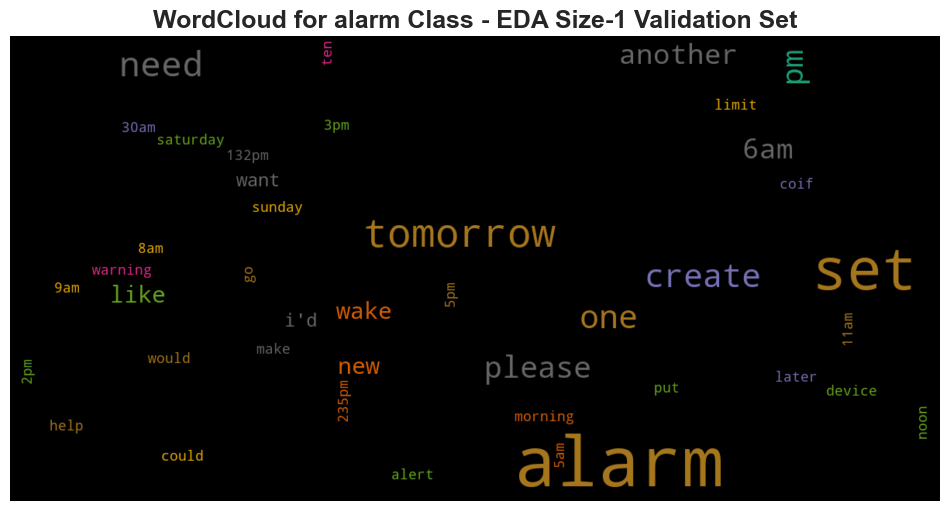 WordCloud for alarm Class - EDA Size-1 Validation Set
need
ten
another
pm
limit
30am
saturday
3pm
132pm
6am
want
coif
sunday
tomorrow
8am
warning
go
create
set
9am
like
5pm
i'd
wake
one
11am
make
would
new
please
2pm
235pm
put
later
device
morning
noon
help
could
5am
alarm
alert